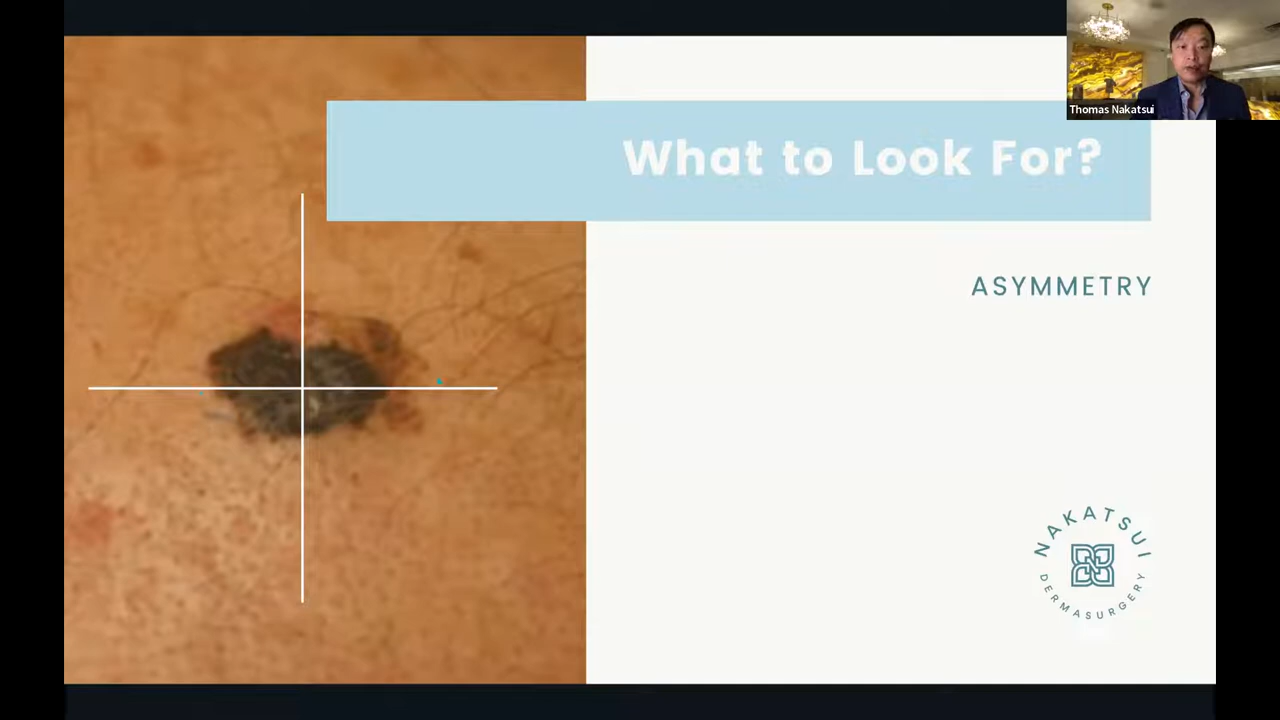 Thomas Nakatsui
What to Look For?
ASYMMETRY
NAKATSUI
DERMASURGERY